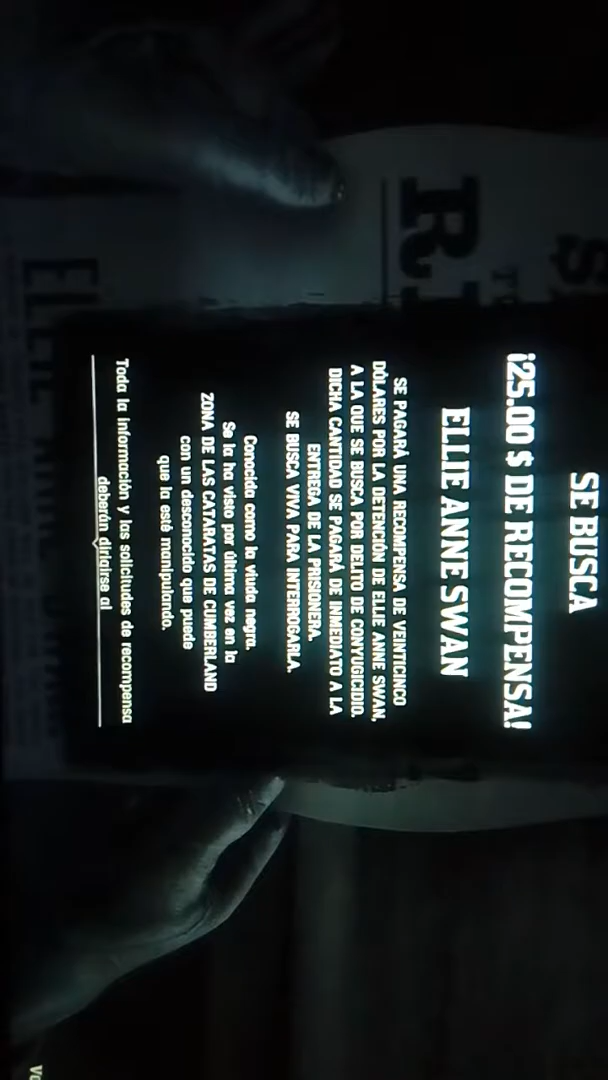 SE BUSCA
¡25.00 $ DE RECOMPENSA!
ELLIE ANNE SWAN
SE PAGARÁ UNA RECOMPENSA DE VEINTICINCO
DÓLARES POR LA DETENCIÓN DE ELLIE ANNE SWAN,
A LA QUE SE BUSCA POR DELITO DE CONYUGICIDIO.
DICHA CANTIDAD SE PAGARÁ DE INMEDIATO A LA
ENTREGA DE LA PRISIONERA.
SE BUSCA VIVA PARA INTERROGARLA.
Conocida como la viuda negra.
Se la ha visto por última vez en la
ZONA DE LAS CATARATAS DE CUMBERLAND
con un desconocido que puede
que la esté manipulando.
Toda la información y las solicitudes de recompensa
deberán dirigirse al